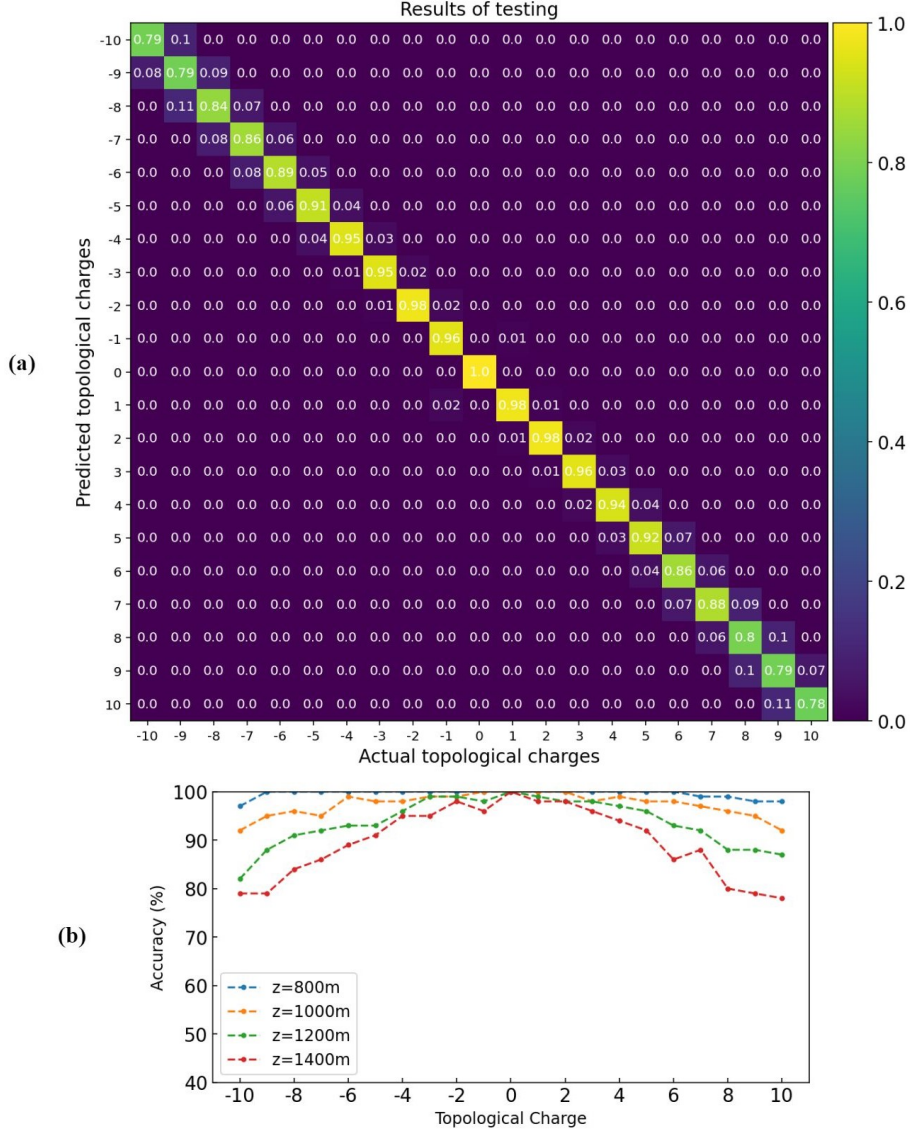 Results of testing
-10 0.79 0.1 0.0 0.0 0.0 0.0 0.0 0.0 0.0 0.0 0.0 0.0 0.0 0.0 0.0 0.0 0.0 0.0 0.0 0.0 0.0
-9 0.08 0.79 0.09 0.0 0.0 0.0 0.0 0.0 0.0 0.0 0.0 0.0 0.0 0.0 0.0 0.0 0.0 0.0 0.0 0.0 0.0
-8 0.0 0.11 0.84 0.07 0.0 0.0 0.0 0.0 0.0 0.0 0.0 0.0 0.0 0.0 0.0 0.0 0.0 0.0 0.0 0.0 0.0
-7 0.0 0.0 0.08 0.86 0.06 0.0 0.0 0.0 0.0 0.0 0.0 0.0 0.0 0.0 0.0 0.0 0.0 0.0 0.0 0.0 0.0
-6 0.0 0.0 0.0 0.08 0.89 0.05 0.0 0.0 0.0 0.0 0.0 0.0 0.0 0.0 0.0 0.0 0.0 0.0 0.0 0.0 0.0
-5 0.0 0.0 0.0 0.0 0.06 0.91 0.04 0.0 0.0 0.0 0.0 0.0 0.0 0.0 0.0 0.0 0.0 0.0 0.0 0.0 0.0
-4 0.0 0.0 0.0 0.0 0.0 0.04 0.95 0.03 0.0 0.0 0.0 0.0 0.0 0.0 0.0 0.0 0.0 0.0 0.0 0.0 0.0
-3 0.0 0.0 0.0 0.0 0.0 0.0 0.01 0.95 0.02 0.0 0.0 0.0 0.0 0.0 0.0 0.0 0.0 0.0 0.0 0.0 0.0
-2 0.0 0.0 0.0 0.0 0.0 0.0 0.0 0.01 0.98 0.02 0.0 0.0 0.0 0.0 0.0 0.0 0.0 0.0 0.0 0.0 0.0
-1 0.0 0.0 0.0 0.0 0.0 0.0 0.0 0.0 0.0 0.96 0.0 0.01 0.0 0.0 0.0 0.0 0.0 0.0 0.0 0.0 0.0
0 0.0 0.0 0.0 0.0 0.0 0.0 0.0 0.0 0.0 0.0 1.0 0.0 0.0 0.0 0.0 0.0 0.0 0.0 0.0 0.0 0.0
1 0.0 0.0 0.0 0.0 0.0 0.0 0.0 0.0 0.0 0.02 0.0 0.98 0.01 0.0 0.0 0.0 0.0 0.0 0.0 0.0 0.0
2 0.0 0.0 0.0 0.0 0.0 0.0 0.0 0.0 0.0 0.0 0.0 0.01 0.98 0.02 0.0 0.0 0.0 0.0 0.0 0.0 0.0
3 0.0 0.0 0.0 0.0 0.0 0.0 0.0 0.0 0.0 0.0 0.0 0.0 0.01 0.96 0.03 0.0 0.0 0.0 0.0 0.0 0.0
4 0.0 0.0 0.0 0.0 0.0 0.0 0.0 0.0 0.0 0.0 0.0 0.0 0.0 0.02 0.94 0.04 0.0 0.0 0.0 0.0 0.0
5 0.0 0.0 0.0 0.0 0.0 0.0 0.0 0.0 0.0 0.0 0.0 0.0 0.0 0.0 0.03 0.92 0.07 0.0 0.0 0.0 0.0
6 0.0 0.0 0.0 0.0 0.0 0.0 0.0 0.0 0.0 0.0 0.0 0.0 0.0 0.0 0.0 0.04 0.86 0.06 0.0 0.0 0.0
7 0.0 0.0 0.0 0.0 0.0 0.0 0.0 0.0 0.0 0.0 0.0 0.0 0.0 0.0 0.0 0.0 0.07 0.88 0.09 0.0 0.0
8 0.0 0.0 0.0 0.0 0.0 0.0 0.0 0.0 0.0 0.0 0.0 0.0 0.0 0.0 0.0 0.0 0.0 0.06 0.8 0.1 0.0
9 0.0 0.0 0.0 0.0 0.0 0.0 0.0 0.0 0.0 0.0 0.0 0.0 0.0 0.0 0.0 0.0 0.0 0.0 0.1 0.79 0.07
10 0.0 0.0 0.0 0.0 0.0 0.0 0.0 0.0 0.0 0.0 0.0 0.0 0.0 0.0 0.0 0.0 0.0 0.0 0.0 0.11 0.78
-10 -9 -8 -7 -6 -5 -4 -3 -2 -1 0 1 2 3 4 5 6 7 8 9 10
Actual topological charges
Predicted topological charges
1.0
0.8
0.6
0.4
0.2
0.0
(a)
100
90
80
70
60
50
40
Accuracy (%)
z=800m
z=1000m
z=1200m
z=1400m
-10 -8 -6 -4 -2 0 2 4 6 8 10
Topological Charge
(b)